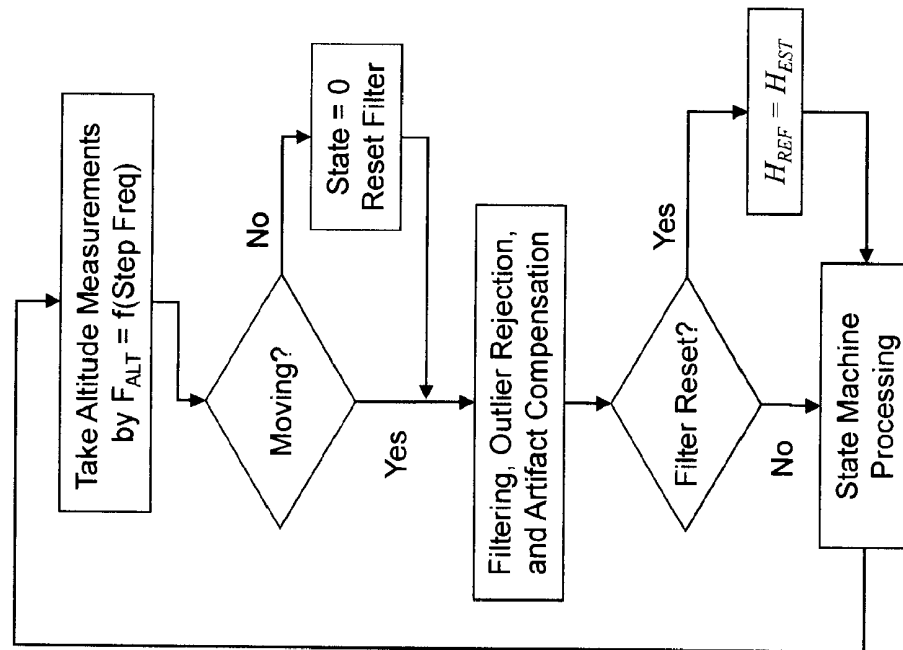 Take Altitude Measurements
by F_ALT = f(Step Freq)
Moving?
No
State = 0
Reset Filter
Yes
Filtering, Outlier Rejection,
and Artifact Compensation
Filter Reset?
Yes
H_REF = H_EST
No
State Machine
Processing